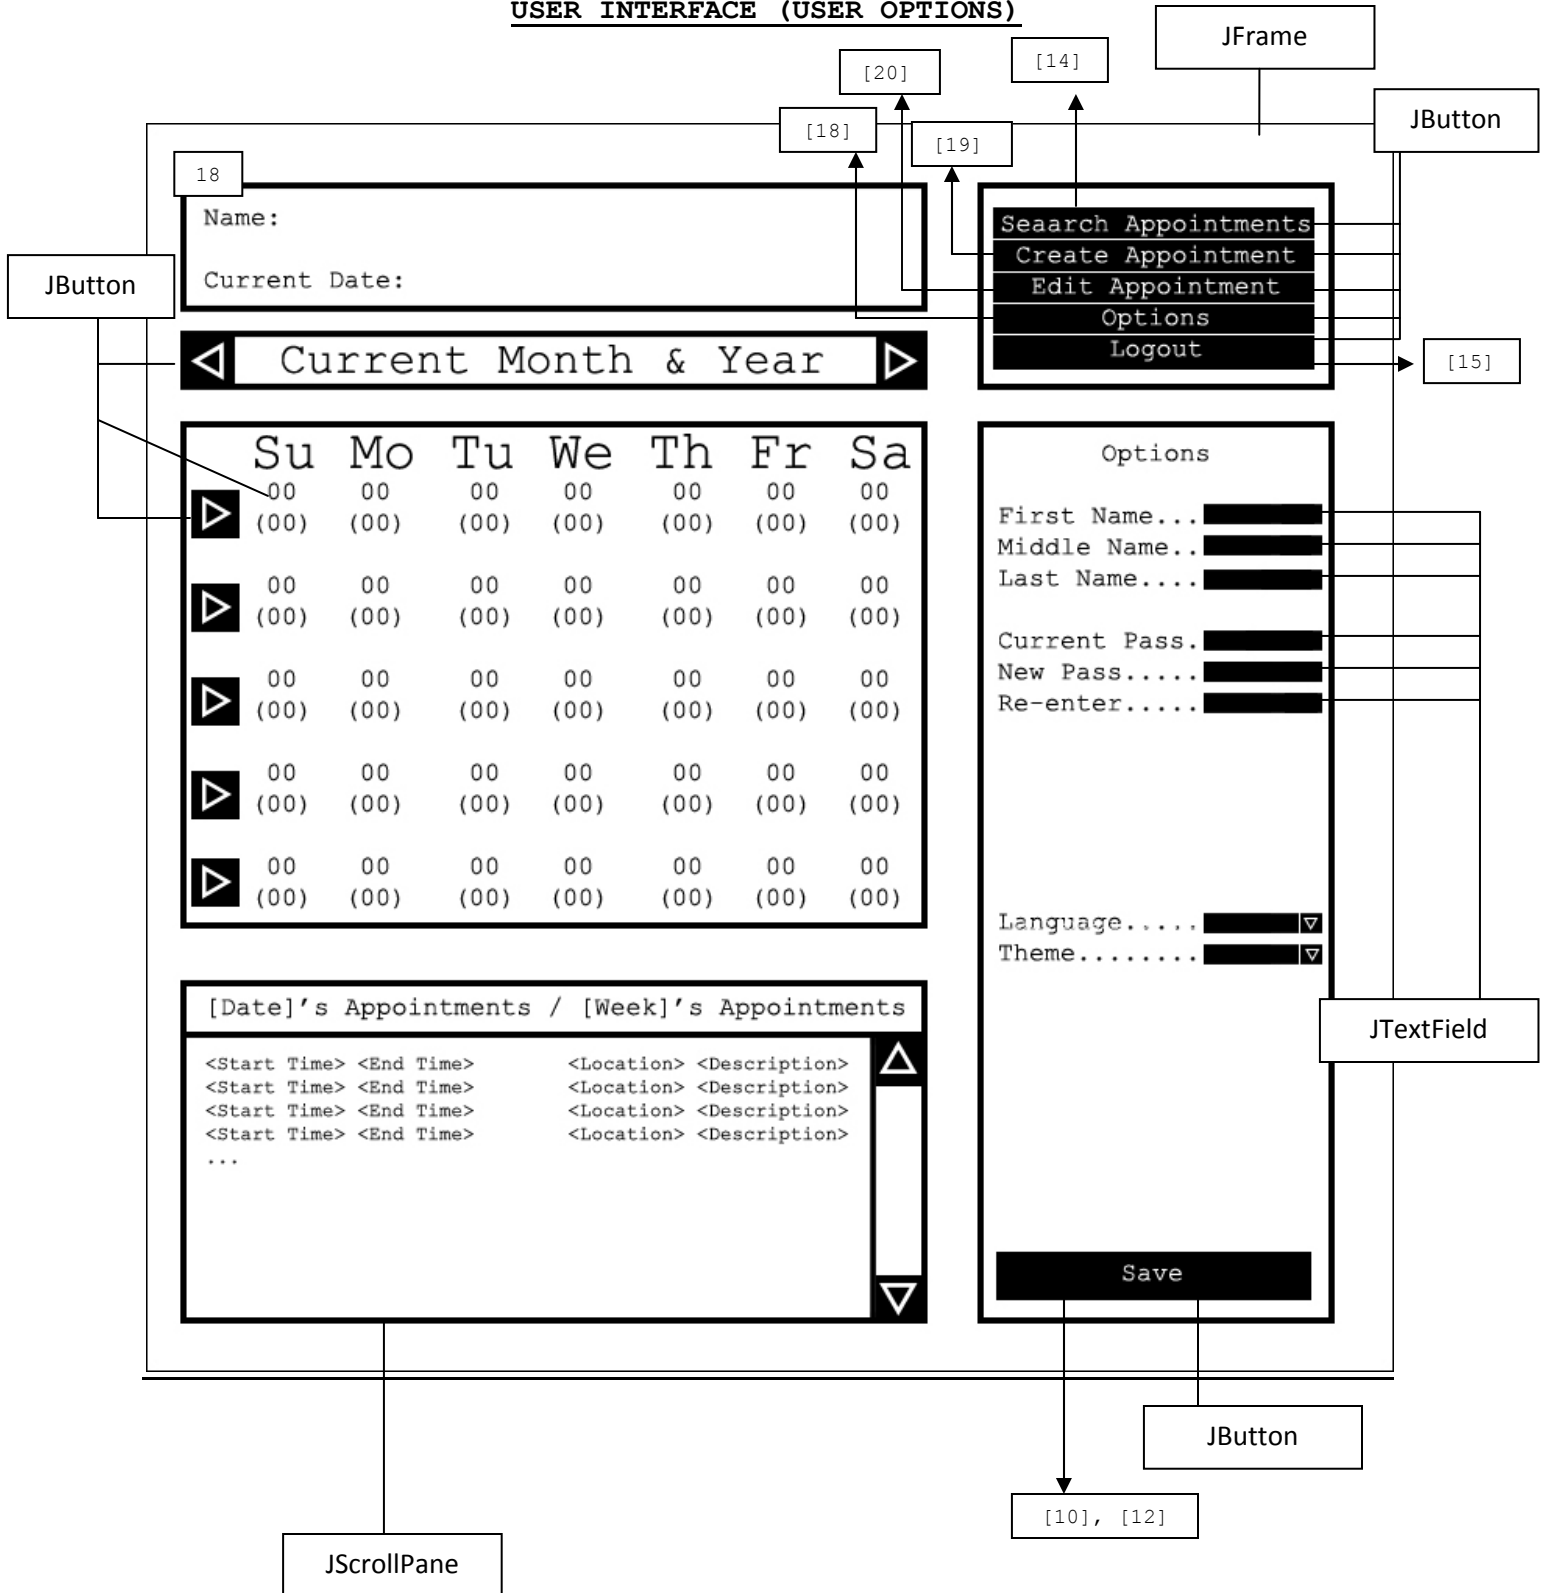 USER INTERFACE (USER OPTIONS)
JFrame
[14]
[20]
JButton
[18]
[19]
18
Name:
Current Date:
JButton
Seaarch Appointments
Create Appointment
Edit Appointment
Options
Logout
[15]
Current Month & Year
Su Mo Tu We Th Fr Sa
00 00 00 00 00 00 00
(00) (00) (00) (00) (00) (00) (00)
00 00 00 00 00 00 00
(00) (00) (00) (00) (00) (00) (00)
00 00 00 00 00 00 00
(00) (00) (00) (00) (00) (00) (00)
00 00 00 00 00 00 00
(00) (00) (00) (00) (00) (00) (00)
00 00 00 00 00 00 00
(00) (00) (00) (00) (00) (00) (00)
Options
First Name...
Middle Name..
Last Name....
Current Pass.
New Pass.....
Re-enter.....
Language.....
Theme........
JTextField
[Date]'s Appointments / [Week]'s Appointments
<Start Time> <End Time> <Location> <Description>
<Start Time> <End Time> <Location> <Description>
<Start Time> <End Time> <Location> <Description>
<Start Time> <End Time> <Location> <Description>
...
Save
JButton
[10], [12]
JScrollPane